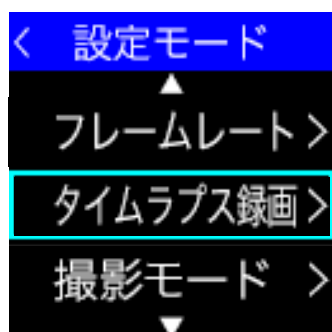 < 設定モード
▲
フレームレート >
タイムラプス録画 >
撮影モード >
▼